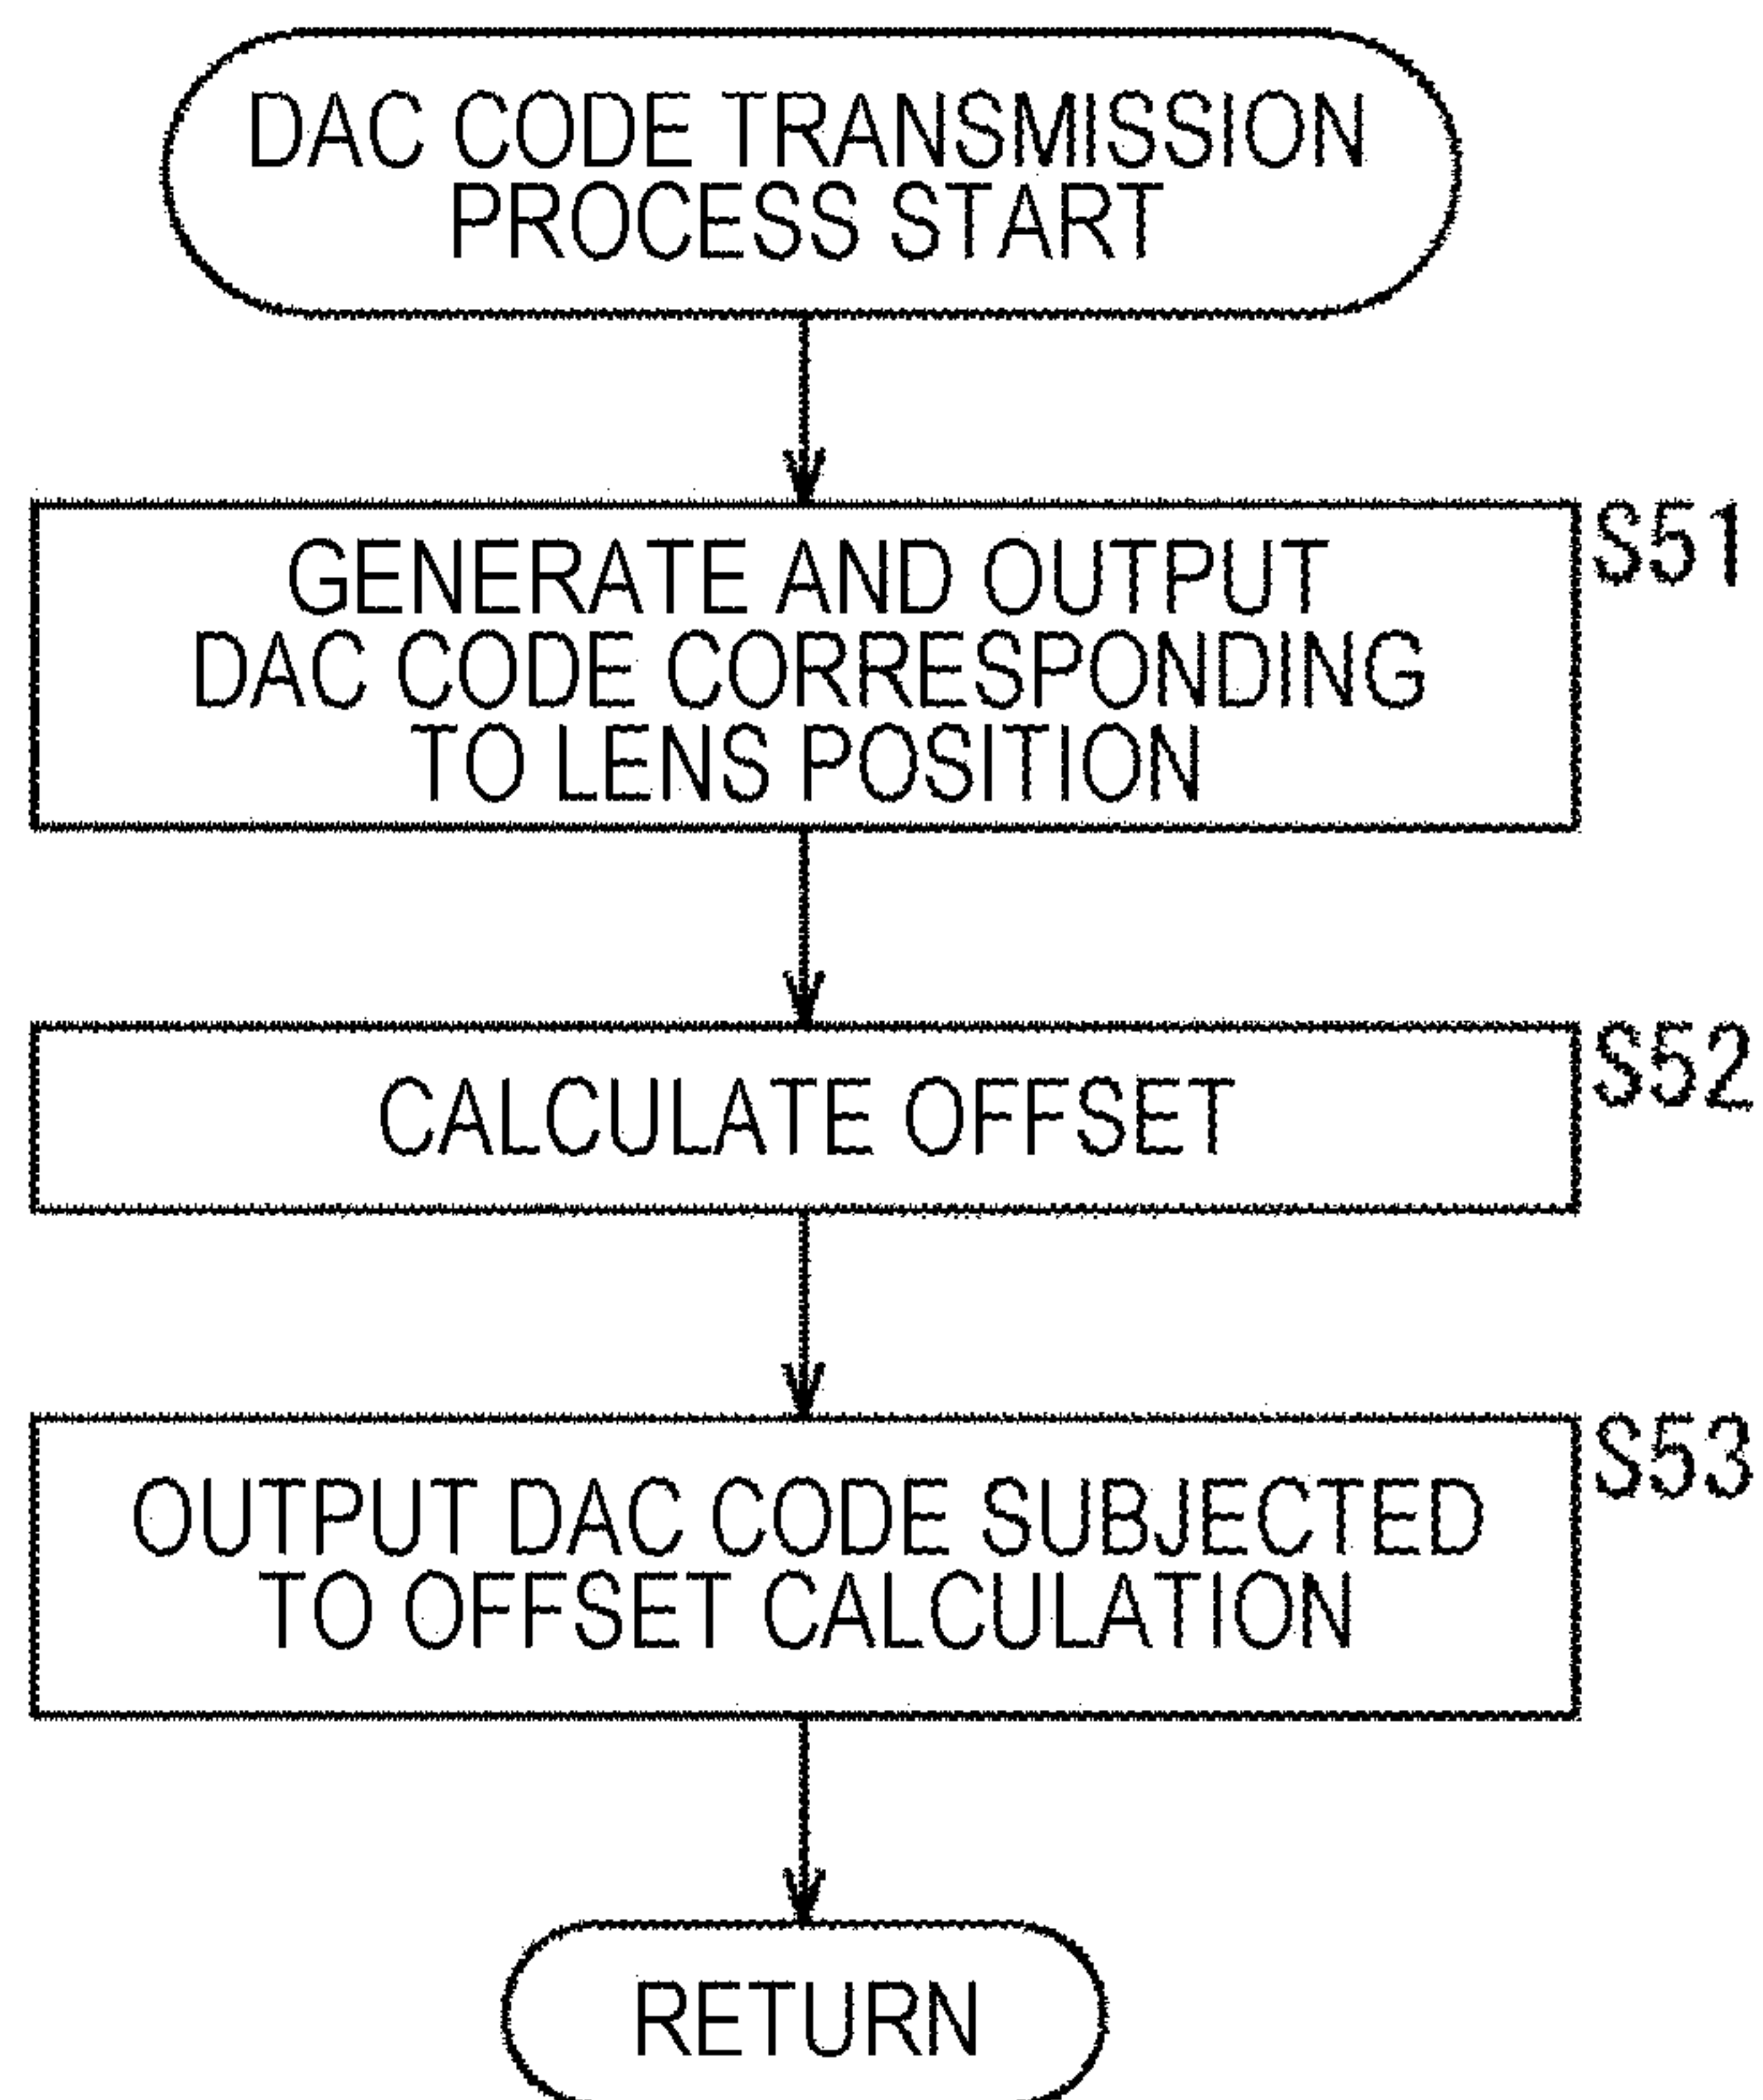 DAC CODE TRANSMISSION
PROCESS START
GENERATE AND OUTPUT
DAC CODE CORRESPONDING
TO LENS POSITION
S51
CALCULATE OFFSET
S52
OUTPUT DAC CODE SUBJECTED
TO OFFSET CALCULATION
S53
RETURN